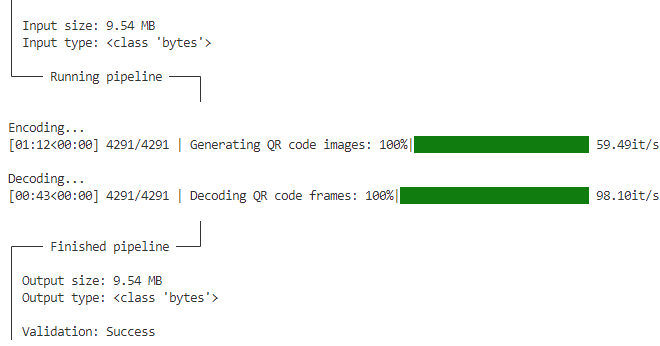 Input size: 9.54 MB
Input type: <class 'bytes'>
Running pipeline
Encoding...
[01:12<00:00] 4291/4291 | Generating QR code images: 100%| 59.49it/s
Decoding...
[00:43<00:00] 4291/4291 | Decoding QR code frames: 100%| 98.10it/s
Finished pipeline
Output size: 9.54 MB
Output type: <class 'bytes'>
Validation: Success